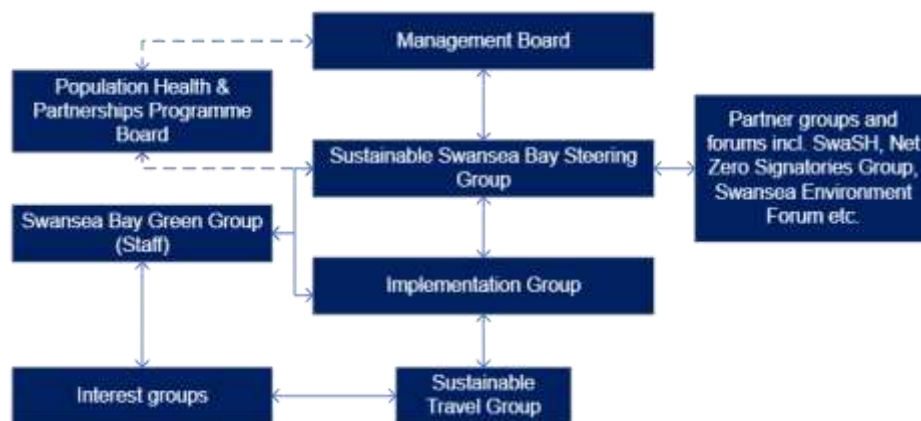 Management Board
Population Health &
Partnerships Programme
Board
Partner groups and
forums incl. SwaSH, Net
Zero Signatories Group,
Swansea Environment
Forum etc.
Sustainable Swansea Bay Steering
Group
Swansea Bay Green Group
(Staff)
Implementation Group
Interest groups
Sustainable
Travel Group